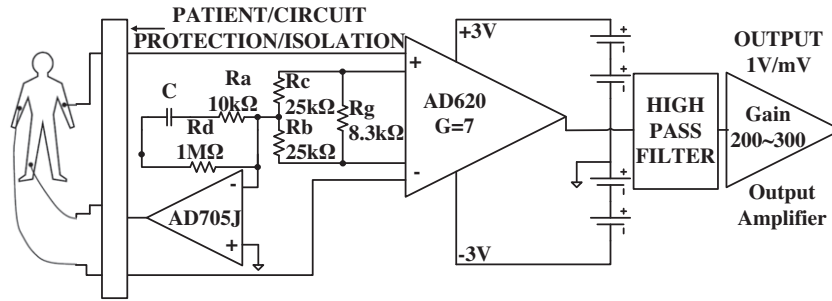 PATIENT/CIRCUIT
PROTECTION/ISOLATION
+3V
OUTPUT
1V/mV
C
Ra
10kΩ
Rd
1MΩ
Rc
25kΩ
Rb
25kΩ
Rg
8.3kΩ
+
AD620
G=7
-
HIGH
PASS
FILTER
Gain
200~300
Output
Amplifier
-
AD705J
+
-3V
+
+
+
+